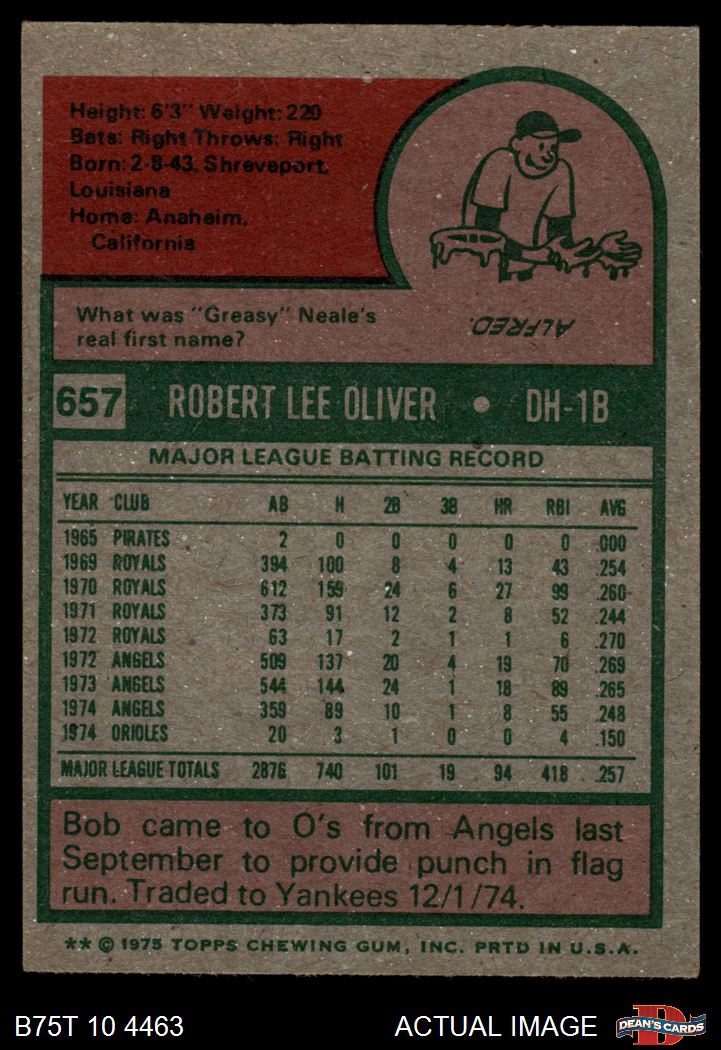 Height: 6'3" Weight: 220
Bats: Right Throws: Right
Born: 2-8-43, Shreveport,
Louisiana
Home: Anaheim,
California
What was "Greasy" Neale's
real first name?
ALFRED.
657 ROBERT LEE OLIVER • DH-1B
MAJOR LEAGUE BATTING RECORD
YEAR CLUB AB H 2B 3B HR RBI AVG
1965 PIRATES 2 0 0 0 0 0 .000
1969 ROYALS 394 100 8 4 13 43 .254
1970 ROYALS 612 159 24 6 27 99 .260
1971 ROYALS 373 91 12 2 8 52 .244
1972 ROYALS 63 17 2 1 1 6 .270
1972 ANGELS 509 137 20 4 19 70 .269
1973 ANGELS 544 144 24 1 18 89 .265
1974 ANGELS 359 89 10 1 8 55 .248
1974 ORIOLES 20 3 1 0 0 4 .150
MAJOR LEAGUE TOTALS 2876 740 101 19 94 418 .257
Bob came to O's from Angels last
September to provide punch in flag
run. Traded to Yankees 12/1/74.
** © 1975 TOPPS CHEWING GUM, INC. PRTD IN U.S.A.
B75T 10 4463 ACTUAL IMAGE DEAN'S CARDS